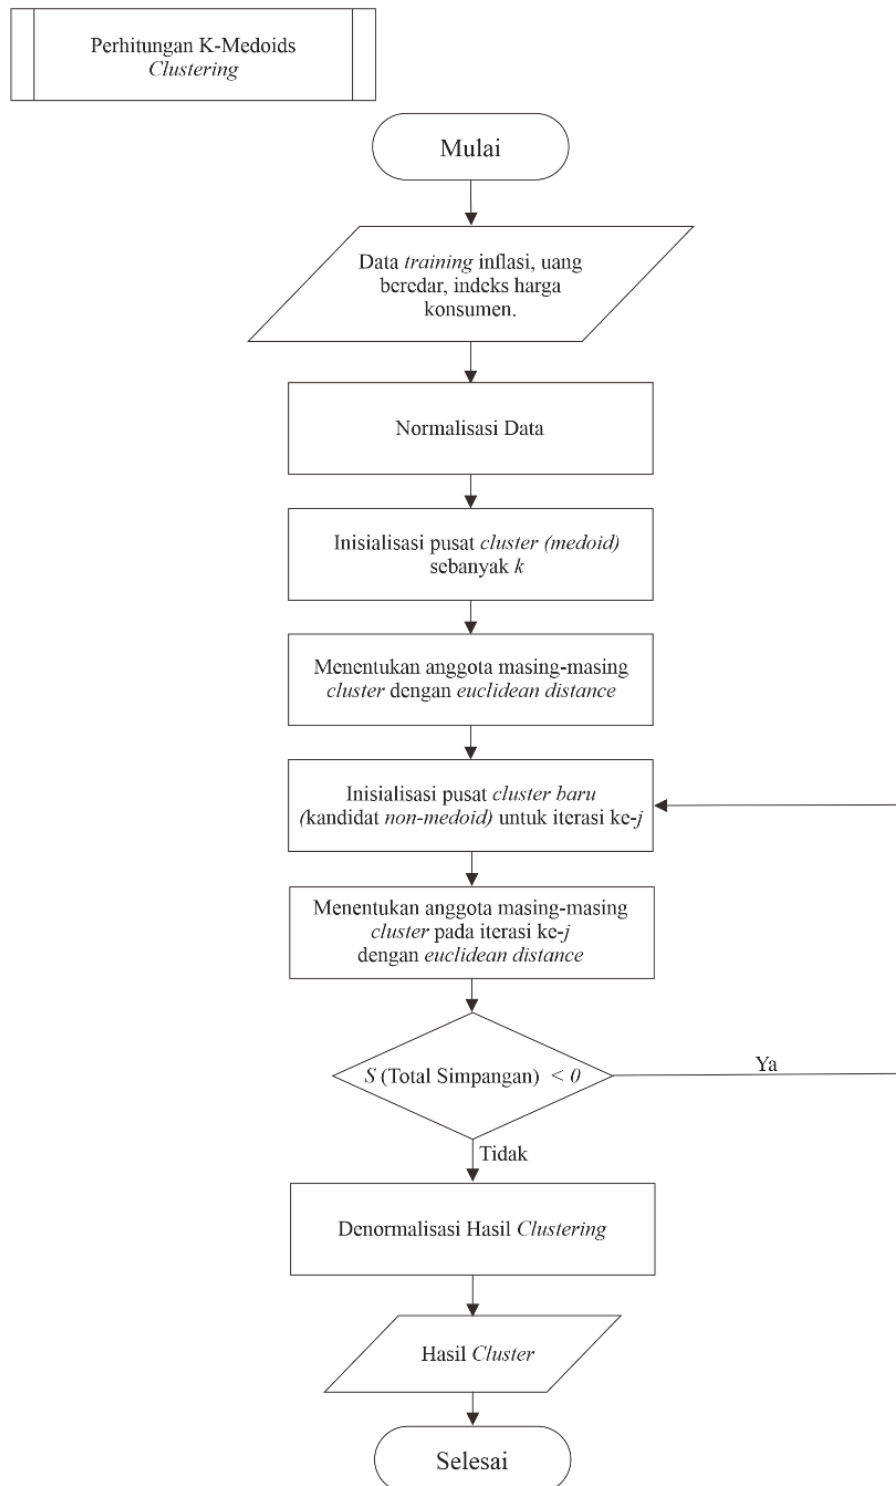 Perhitungan K-Medoids
Clustering
Mulai
Data training inflasi, uang
beredar, indeks harga
konsumen.
Normalisasi Data
Inisialisasi pusat cluster (medoid)
sebanyak k
Menentukan anggota masing-masing
cluster dengan euclidean distance
Inisialisasi pusat cluster baru
(kandidat non-medoid) untuk iterasi ke-j
Menentukan anggota masing-masing
cluster pada iterasi ke-j
dengan euclidean distance
S (Total Simpangan) < 0
Ya
Tidak
Denormalisasi Hasil Clustering
Hasil Cluster
Selesai